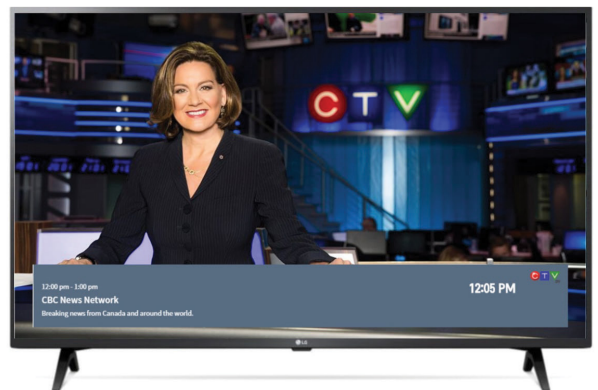 CTV
12:00 pm - 1:00 pm
CBC News Network
Breaking news from Canada and around the world.
12:05 PM
CTV
LG